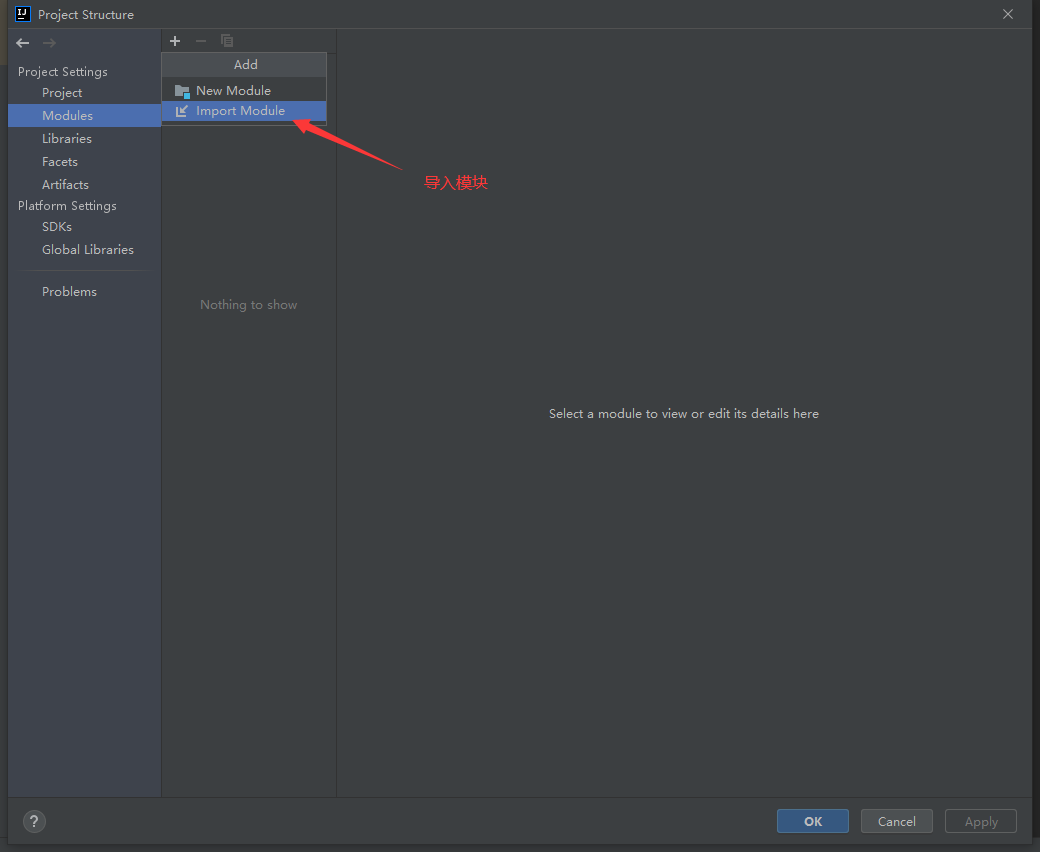 Project Structure
Project Settings
Project
Modules
Libraries
Facets
Artifacts
Platform Settings
SDKs
Global Libraries
Problems
Add
New Module
Import Module
导入模块
Nothing to show
Select a module to view or edit its details here
?
OK
Cancel
Apply